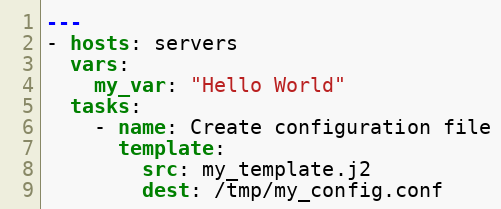 1 ---
2 - hosts: servers
3   vars:
4     my_var: "Hello World"
5   tasks:
6     - name: Create configuration file
7       template:
8         src: my_template.j2
9         dest: /tmp/my_config.conf